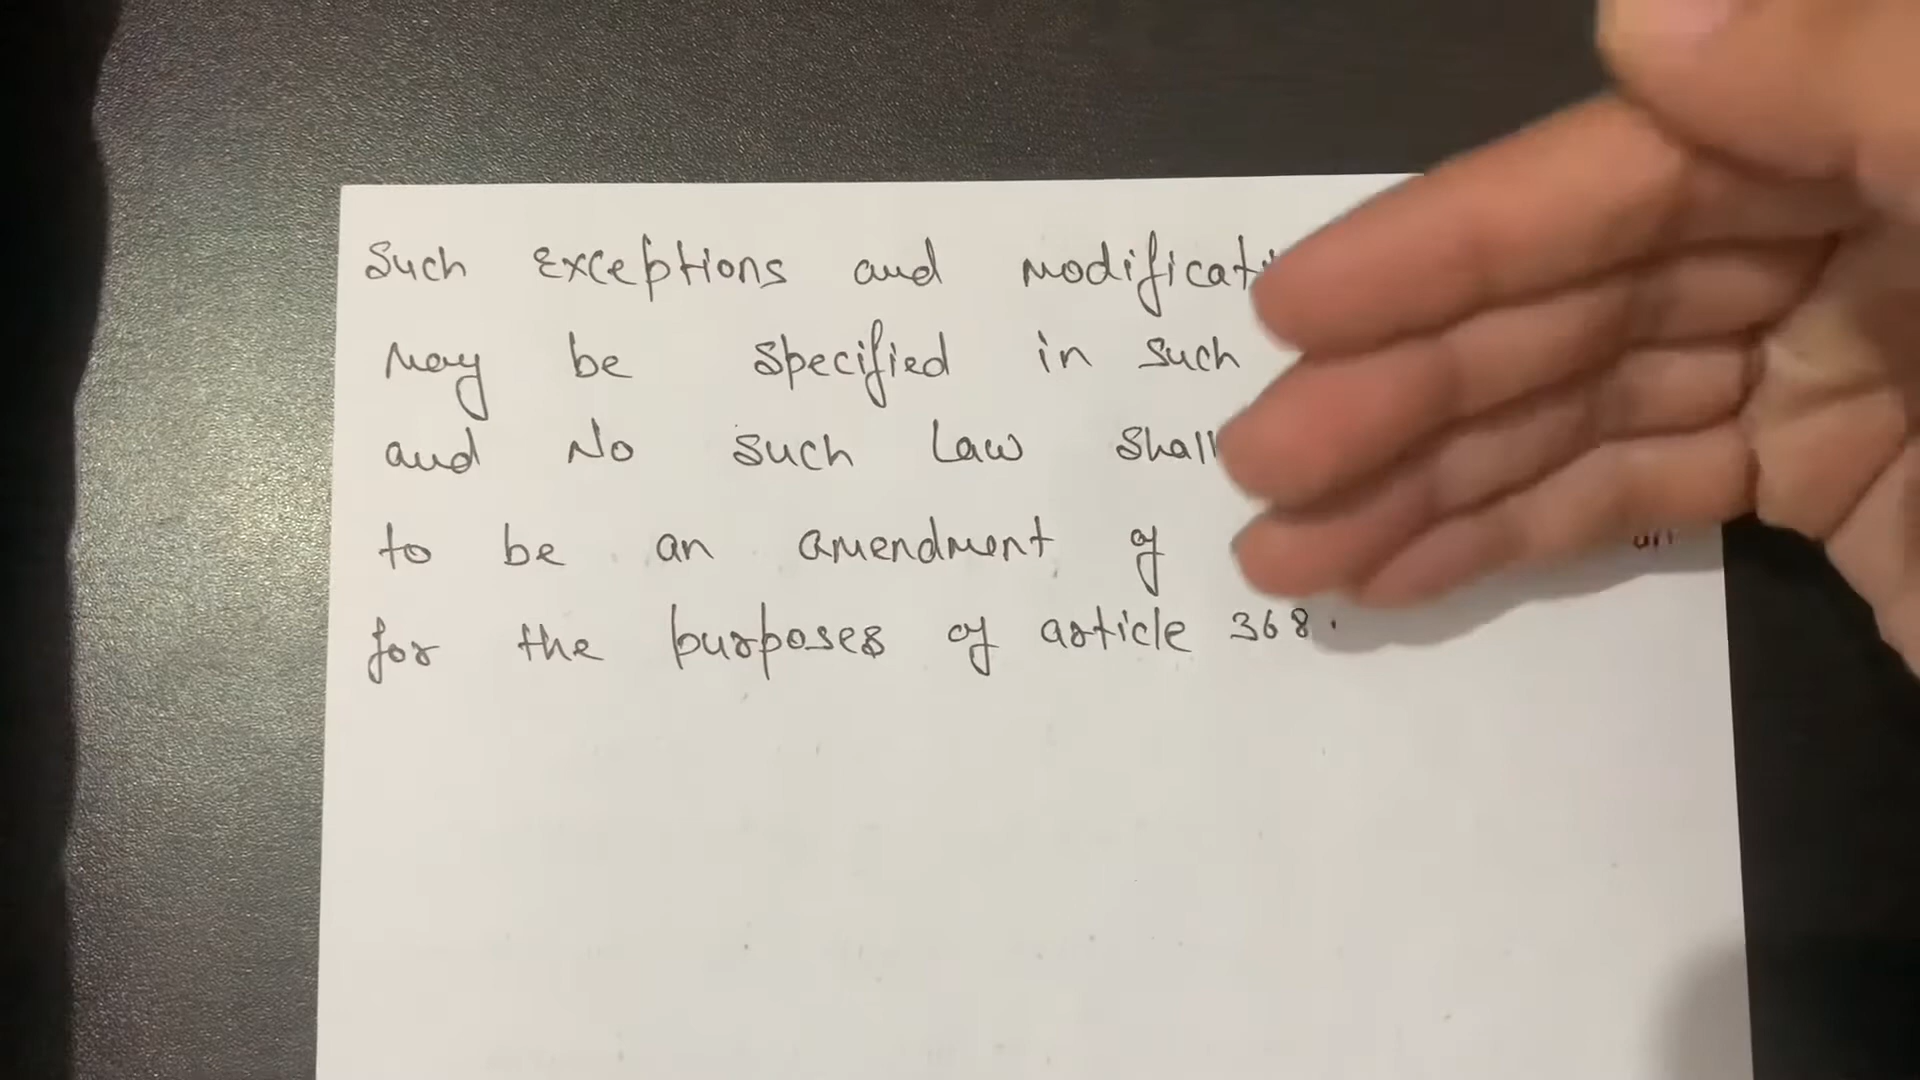 Such exceptions and
may be specified in such
and No such Law shall
to be an amendment of
for the purposes of article 368.